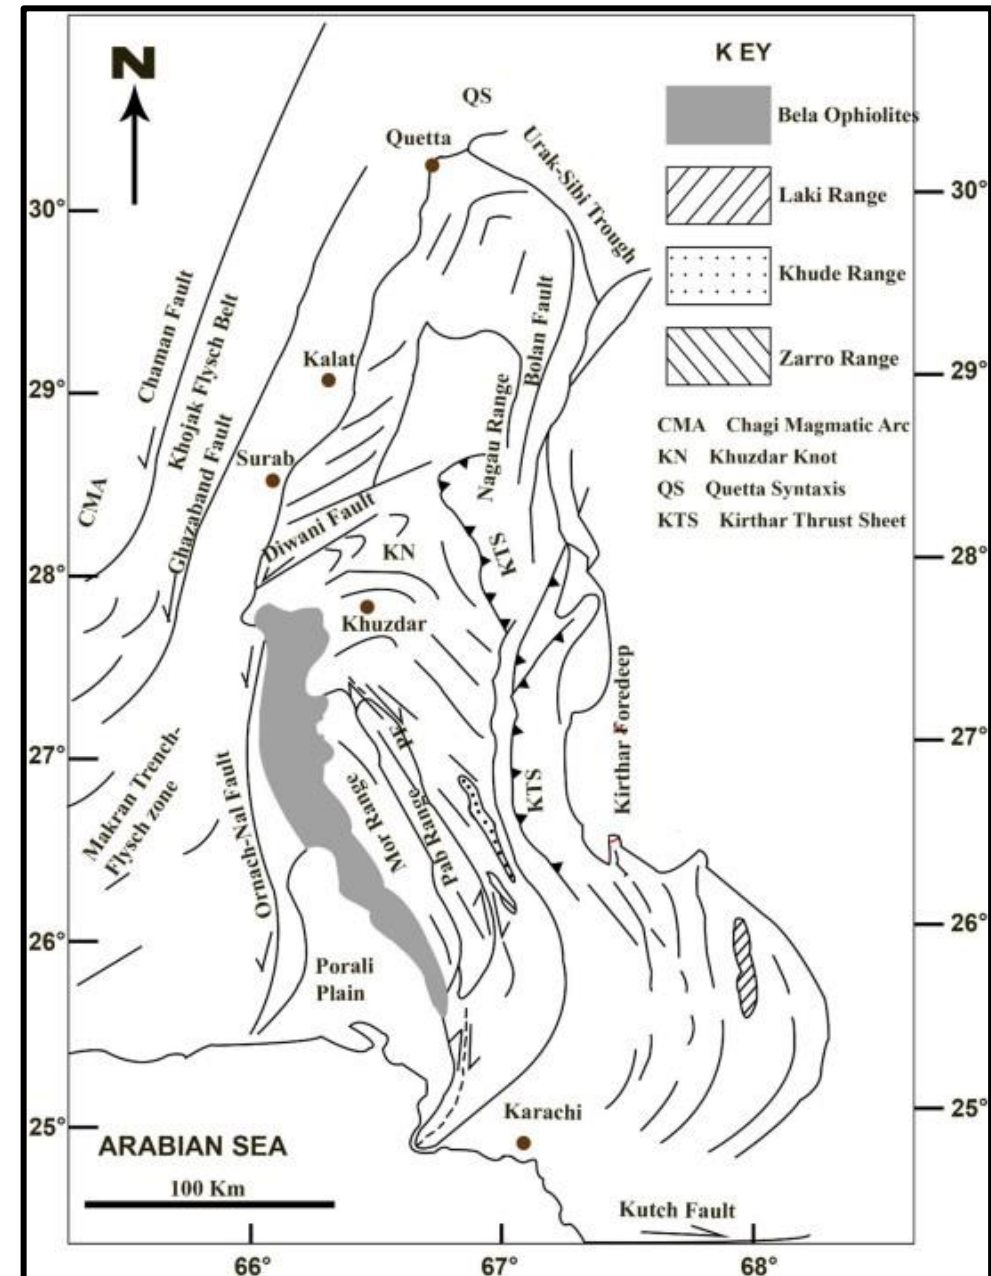 N
QS
Quetta
Urak-Sibi Trough
KEY
Bela Ophiolites
Laki Range
Khude Range
Zarro Range
CMA Chagi Magmatic Arc
KN Khuzdar Knot
QS Quetta Syntaxis
KTS Kirthar Thrust Sheet
30°
29°
28°
27°
26°
25°
30°
29°
28°
27°
26°
25°
Chaman Fault
Khojak Flysch Belt
Ghazaband Fault
CMA
Kalat
Surab
Diwani Fault
Bolan Fault
Nagau Range
KTS
KN
Khuzdar
PF
Mor Range
Pab Range
KTS
Kirthar Foredeep
Ornach-Nal Fault
Makran Trench-
Flysch zone
Porali
Plain
Karachi
ARABIAN SEA
100 Km
Kutch Fault
66°
67°
68°